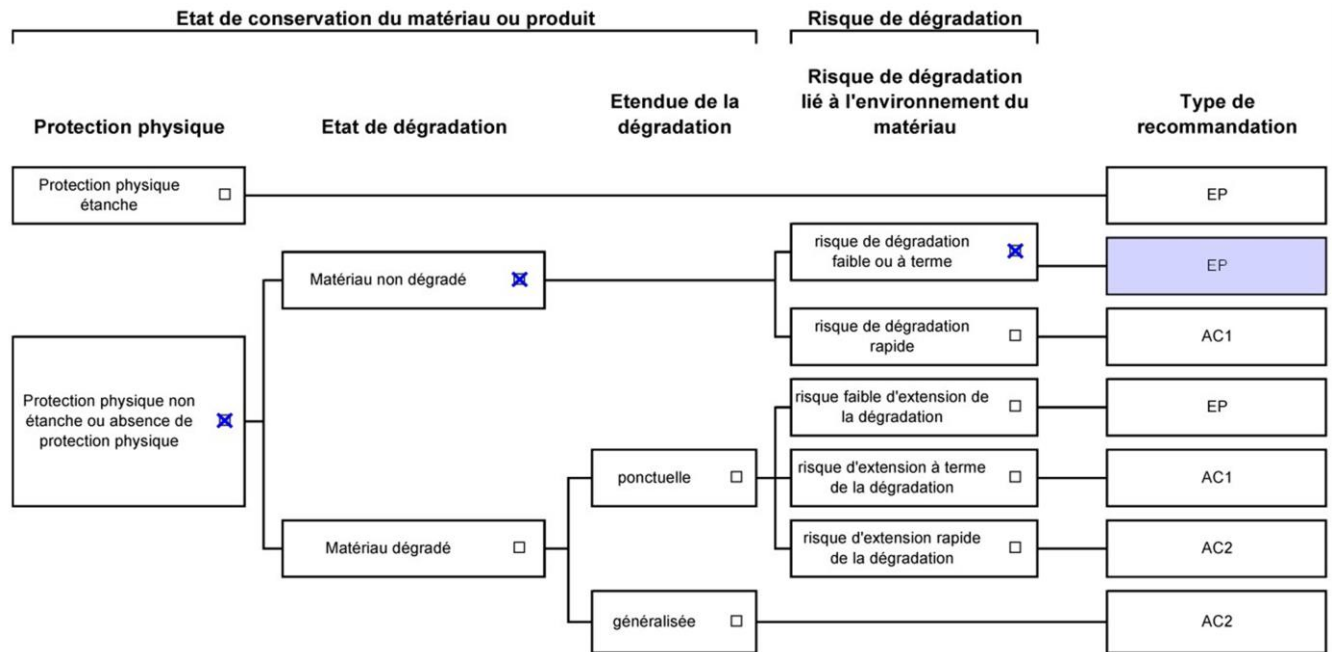 Etat de conservation du matériau ou produit
Risque de dégradation
Protection physique
Etat de dégradation
Etendue de la
dégradation
Risque de dégradation
lié à l'environnement du
matériau
Type de
recommandation
Protection physique
étanche
EP
risque de dégradation
faible ou à terme
EP
Matériau non dégradé
risque de dégradation
rapide
AC1
Protection physique non
étanche ou absence de
protection physique
risque faible d'extension de
la dégradation
EP
ponctuelle
risque d'extension à terme
de la dégradation
AC1
Matériau dégradé
risque d'extension rapide
de la dégradation
AC2
généralisée
AC2